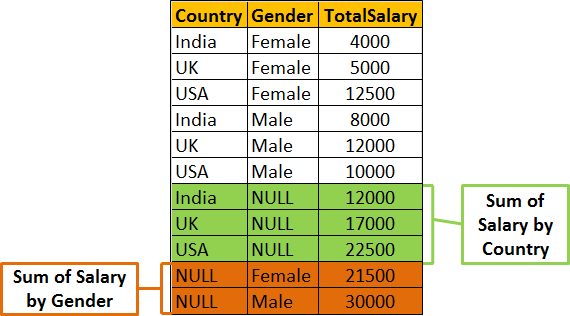 Country Gender TotalSalary
India Female 4000
UK Female 5000
USA Female 12500
India Male 8000
UK Male 12000
USA Male 10000
India NULL 12000
UK NULL 17000
USA NULL 22500
NULL Female 21500
NULL Male 30000
Sum of
Salary by
Country
Sum of Salary
by Gender